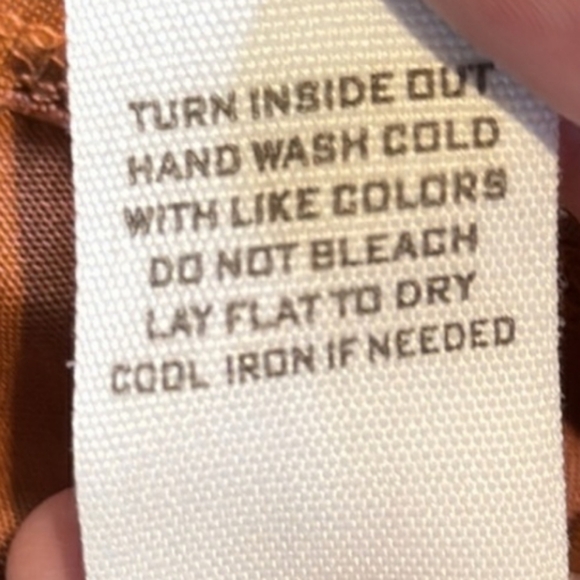 TURN INSIDE OUT
HAND WASH COLD
WITH LIKE COLORS
DO NOT BLEACH
LAY FLAT TO DRY
COOL IRON IF NEEDED